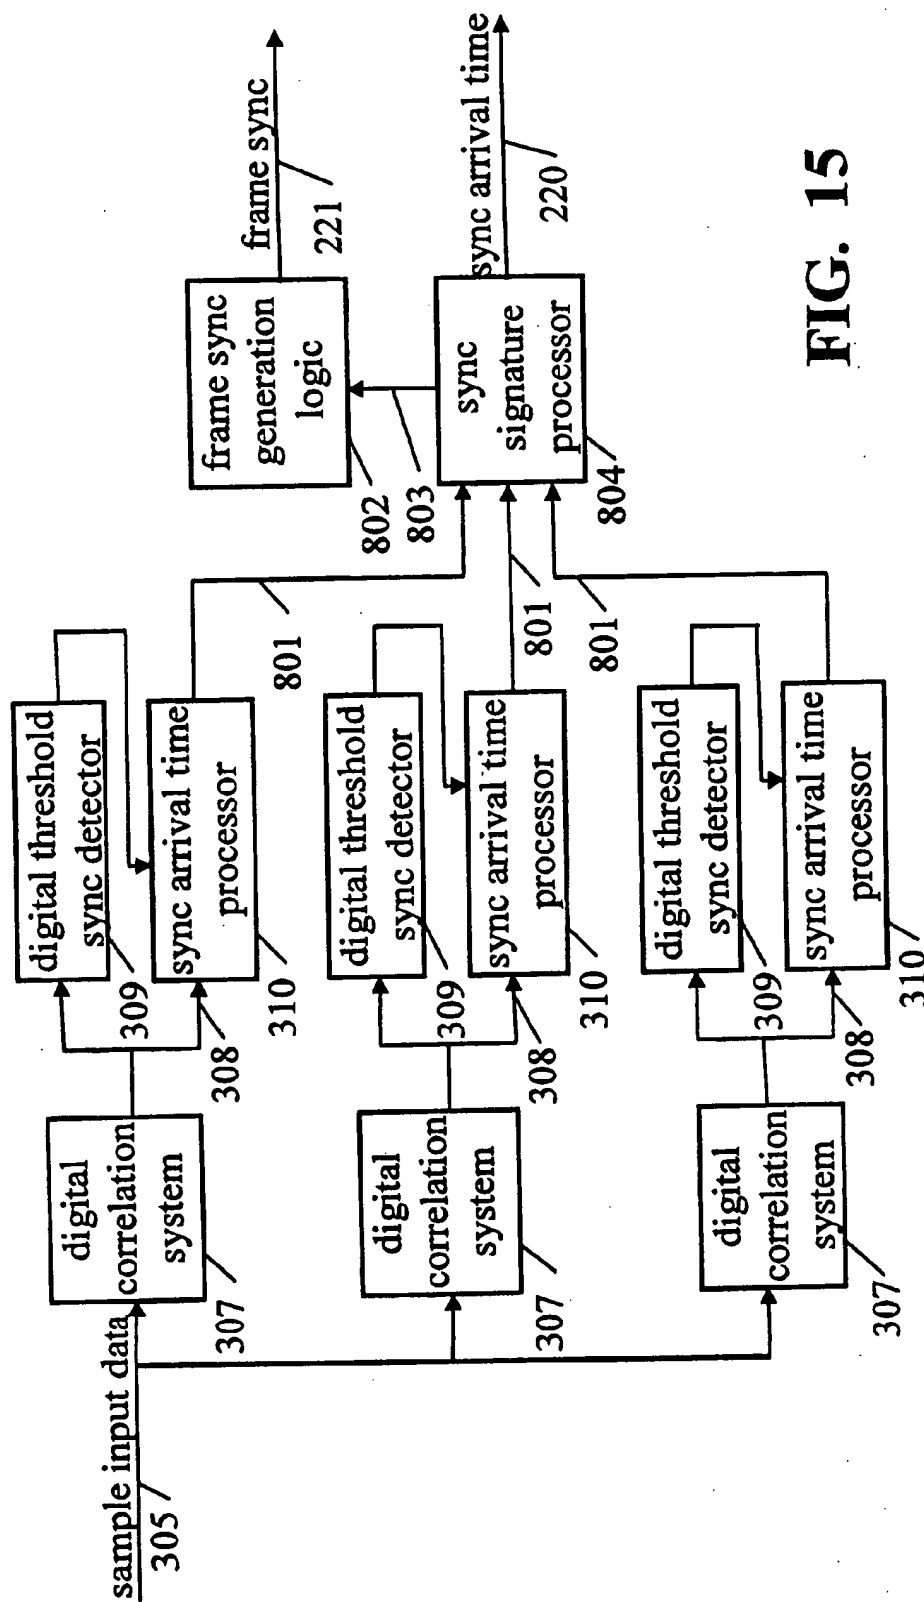 sample input data
305
digital
correlation
system
307
308
digital threshold
sync detector
309
sync arrival time
processor
310
801
digital
correlation
system
307
308
digital threshold
sync detector
309
sync arrival time
processor
310
801
digital
correlation
system
307
308
digital threshold
sync detector
309
sync arrival time
processor
310
801
frame sync
generation
logic
802
803
frame sync
221
sync
signature
processor
804
sync arrival time
220
FIG. 15